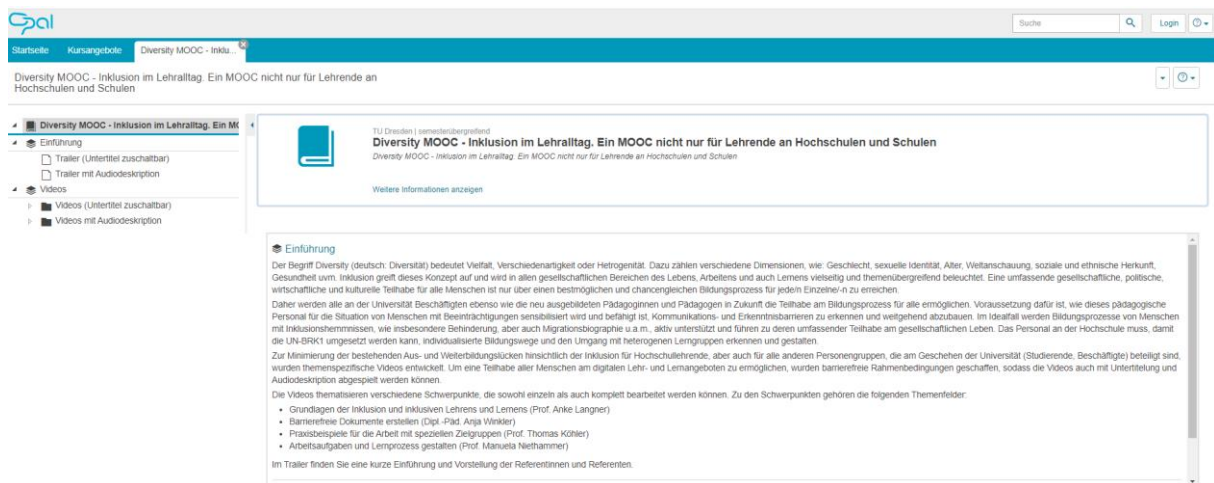 Opal
Suche
Login
Startseite
Kursangebote
Diversity MOOC - Inklu...
Diversity MOOC - Inklusion im Lehralltag. Ein MOOC nicht nur für Lehrende an
Hochschulen und Schulen
Diversity MOOC - Inklusion im Lehralltag. Ein MO
Einführung
Trailer (Untertitel zuschaltbar)
Trailer mit Audiodeskription
Videos
Videos (Untertitel zuschaltbar)
Videos mit Audiodeskription
TU Dresden | semesterübergreifend
Diversity MOOC - Inklusion im Lehralltag. Ein MOOC nicht nur für Lehrende an Hochschulen und Schulen
Diversity MOOC - Inklusion im Lehralltag. Ein MOOC nicht nur für Lehrende an Hochschulen und Schulen
Weitere Informationen anzeigen
Einführung
Der Begriff Diversity (deutsch: Diversität) bedeutet Vielfalt, Verschiedenartigkeit oder Hetrogenität. Dazu zählen verschiedene Dimensionen, wie: Geschlecht, sexuelle Identität, Alter, Weltanschauung, soziale und ethnische Herkunft,
Gesundheit uvm. Inklusion greift dieses Konzept auf und wird in allen gesellschaftlichen Bereichen des Lebens, Arbeitens und auch Lernens vielseitig und themenübergreifend beleuchtet. Eine umfassende gesellschaftliche, politische,
wirtschaftliche und kulturelle Teilhabe für alle Menschen ist nur über einen bestmöglichen und chancengleichen Bildungsprozess für jede/n Einzelne/-n zu erreichen.
Daher werden alle an der Universität Beschäftigten ebenso wie die neu ausgebildeten Pädagoginnen und Pädagogen in Zukunft die Teilhabe am Bildungsprozess für alle ermöglichen. Voraussetzung dafür ist, wie dieses pädagogische
Personal für die Situation von Menschen mit Beeinträchtigungen sensibilisiert wird und befähigt ist, Kommunikations- und Erkenntnisbarrieren zu erkennen und weitgehend abzubauen. Im Idealfall werden Bildungsprozesse von Menschen
mit Inklusionshemmnissen, wie insbesondere Behinderung, aber auch Migrationsbiographie u.a.m., aktiv unterstützt und führen zu deren umfassender Teilhabe am gesellschaftlichen Leben. Das Personal an der Hochschule muss, damit
die UN-BRK1 umgesetzt werden kann, individualisierte Bildungswege und den Umgang mit heterogenen Lerngruppen erkennen und gestalten.
Zur Minimierung der bestehenden Aus- und Weiterbildungslücken hinsichtlich der Inklusion für Hochschullehrende, aber auch für alle anderen Personengruppen, die am Geschehen der Universität (Studierende, Beschäftigte) beteiligt sind,
wurden themenspezifische Videos entwickelt. Um eine Teilhabe aller Menschen am digitalen Lehr- und Lernangeboten zu ermöglichen, wurden barrierefreie Rahmenbedingungen geschaffen, sodass die Videos auch mit Untertitelung und
Audiodeskription abgespielt werden können.
Die Videos thematisieren verschiedene Schwerpunkte, die sowohl einzeln als auch komplett bearbeitet werden können. Zu den Schwerpunkten gehören die folgenden Themenfelder:
• Grundlagen der Inklusion und inklusiven Lehrens und Lernens (Prof. Anke Langner)
• Barrierefreie Dokumente erstellen (Dipl.-Päd. Anja Winkler)
• Praxisbeispiele für die Arbeit mit speziellen Zielgruppen (Prof. Thomas Köhler)
• Arbeitsaufgaben und Lernprozess gestalten (Prof. Manuela Niethammer)
Im Trailer finden Sie eine kurze Einführung und Vorstellung der Referentinnen und Referenten.